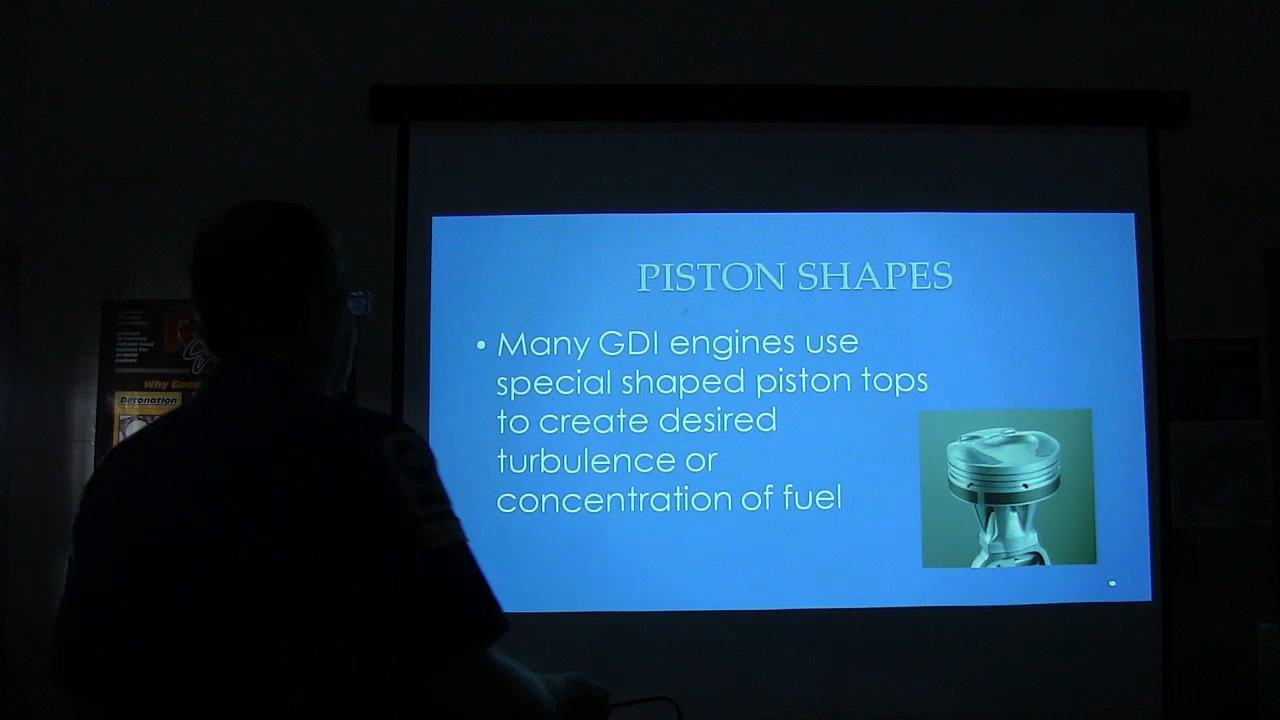 PISTON SHAPES
• Many GDI engines use
special shaped piston tops
to create desired
turbulence or
concentration of fuel
Why Good
Detonation